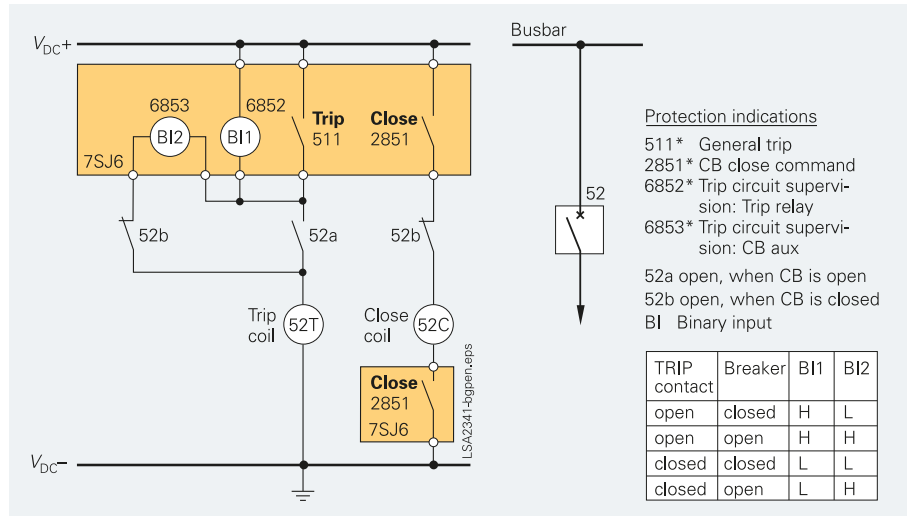 V_DC+
Busbar
6853
6852
BI2
BI1
Trip
511
Close
2851
7SJ6
52b
52a
52b
52
Trip
coil
52T
Close
coil
52C
Close
2851
7SJ6
LSA2341-bgpen.eps
V_DC–
Protection indications
511* General trip
2851* CB close command
6852* Trip circuit supervi-
sion: Trip relay
6853* Trip circuit supervi-
sion: CB aux
52a open, when CB is open
52b open, when CB is closed
BI Binary input
TRIP contact Breaker BI1 BI2
open closed H L
open open H H
closed closed L L
closed open L H